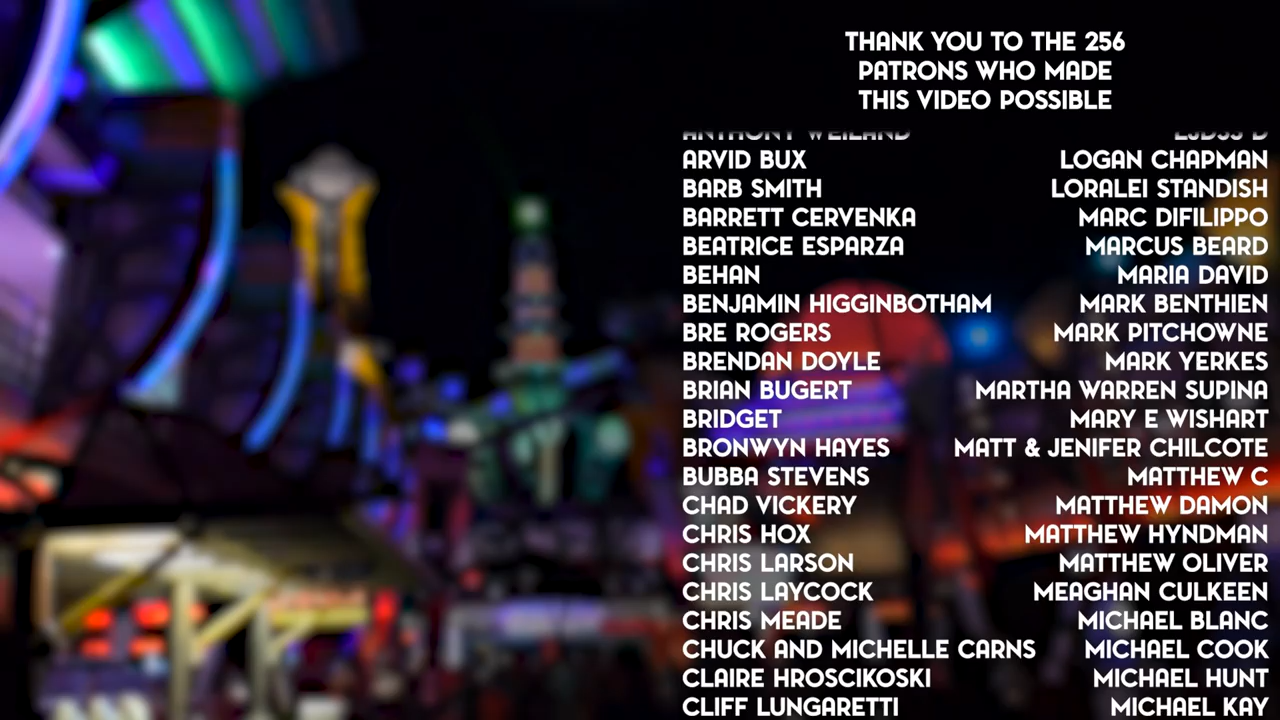 THANK YOU TO THE 256
PATRONS WHO MADE
THIS VIDEO POSSIBLE
ANTHONY WEILAND
ARVID BUX
BARB SMITH
BARRETT CERVENKA
BEATRICE ESPARZA
BEHAN
BENJAMIN HIGGINBOTHAM
BRE ROGERS
BRENDAN DOYLE
BRIAN BUGERT
BRIDGET
BRONWYN HAYES
BUBBA STEVENS
CHAD VICKERY
CHRIS HOX
CHRIS LARSON
CHRIS LAYCOCK
CHRIS MEADE
CHUCK AND MICHELLE CARNS
CLAIRE HROSCIKOSKI
CLIFF LUNGARETTI
LOGAN CHAPMAN
LORALEI STANDISH
MARC DIFILIPPO
MARCUS BEARD
MARIA DAVID
MARK BENTHIEN
MARK PITCHOWNE
MARK YERKES
MARTHA WARREN SUPINA
MARY E WISHART
MATT & JENIFER CHILCOTE
MATTHEW C
MATTHEW DAMON
MATTHEW HYNDMAN
MATTHEW OLIVER
MEAGHAN CULKEEN
MICHAEL BLANC
MICHAEL COOK
MICHAEL HUNT
MICHAEL KAY